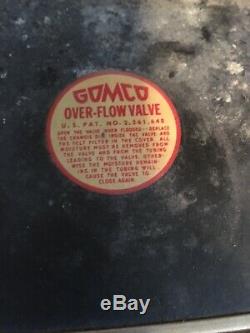 GOMCO
OVER-FLOW VALVE
U.S. PAT. NO. 2,361,648
OPEN THE VALVE WHEN FLOODED - REPLACE
THE CHAMOIS INSIDE THE VALVE AND
THE FELT FILTER IN THE COVER. ALL
MOISTURE MUST BE REMOVED FROM
THE VALVE AND FROM THE TUBING
LEADING TO THE VALVE. OTHER-
WISE THE MOISTURE REMAIN-
ING IN THE TUBING WILL
CAUSE THE VALVE TO
CLOSE AGAIN.
ebay